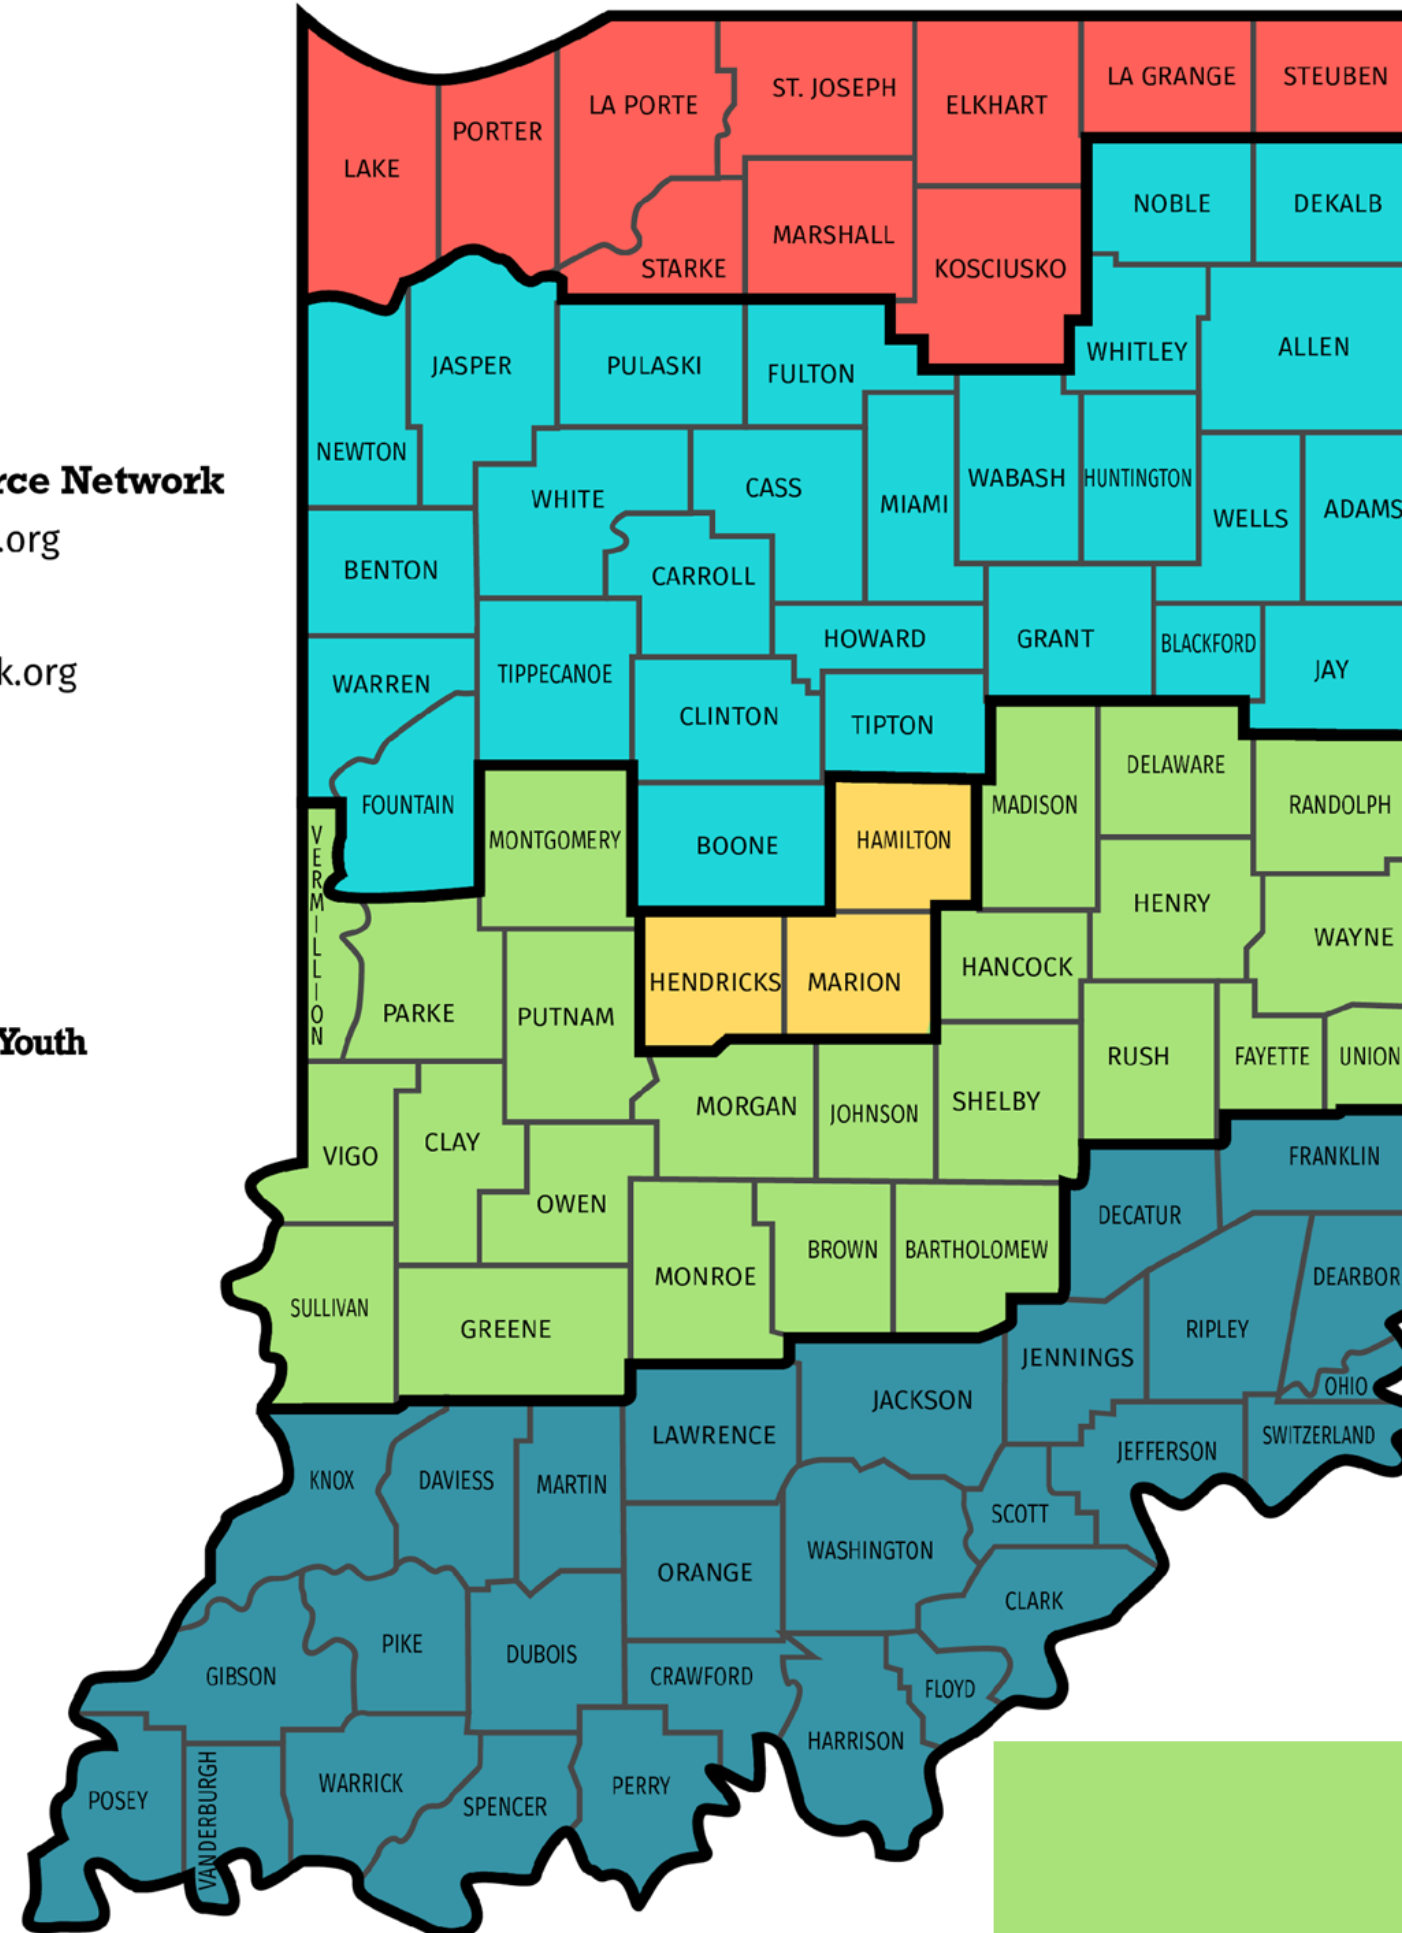 LA GRANGE STEUBEN
ST. JOSEPH
LA PORTE ELKHART
PORTER
LAKE
NOBLE DEKALB
MARSHALL
STARKE KOSCIUSKO
WHITLEY ALLEN
JASPER PULASKI FULTON
NEWTON
rce Network
WABASH HUNTINGTON
WHITE CASS MIAMI
WELLS ADAMS
.org
BENTON CARROLL
HOWARD GRANT BLACKFORD
k.org
WARREN TIPPECANOE JAY
CLINTON TIPTON
DELAWARE
FOUNTAIN MADISON RANDOLPH
MONTGOMERY BOONE HAMILTON
VERMILLION
HENRY
WAYNE
HANCOCK
HENDRICKS MARION
PARKE PUTNAM
Youth
RUSH FAYETTE UNION
MORGAN JOHNSON SHELBY
VIGO CLAY FRANKLIN
OWEN DECATUR
BROWN BARTHOLOMEW
MONROE DEARBOR
SULLIVAN GREENE RIPLEY
JENNINGS
JACKSON OHIO
LAWRENCE JEFFERSON SWITZERLAND
KNOX DAVIESS MARTIN
SCOTT
WASHINGTON
ORANGE
CLARK
PIKE DUBOIS
GIBSON CRAWFORD FLOYD
HARRISON
POSEY VANDERBURGH WARRICK SPENCER PERRY